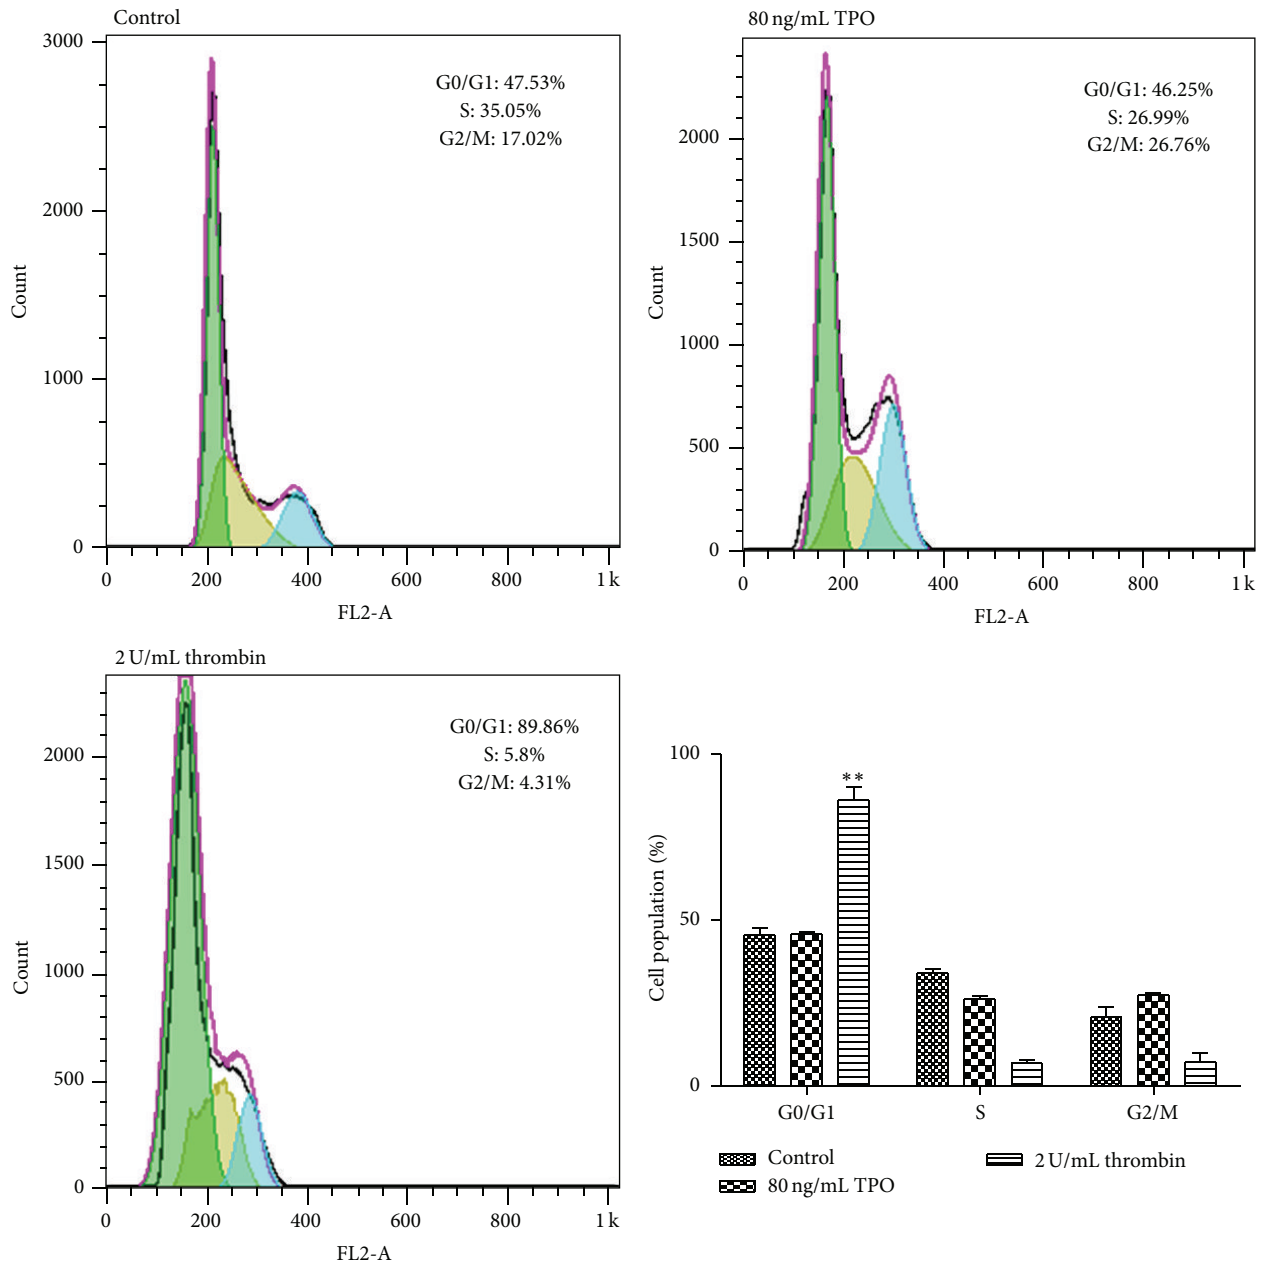 Control
3000
2000
1000
0
Count
G0/G1: 47.53%
S: 35.05%
G2/M: 17.02%
0 200 400 600 800 1 k
FL2-A
80 ng/mL TPO
2000
1500
1000
500
0
Count
G0/G1: 46.25%
S: 26.99%
G2/M: 26.76%
0 200 400 600 800 1 k
FL2-A
2 U/mL thrombin
2000
1500
1000
500
0
Count
G0/G1: 89.86%
S: 5.8%
G2/M: 4.31%
0 200 400 600 800 1 k
FL2-A
100
50
0
Cell population (%)
**
G0/G1 S G2/M
Control
80 ng/mL TPO
2 U/mL thrombin